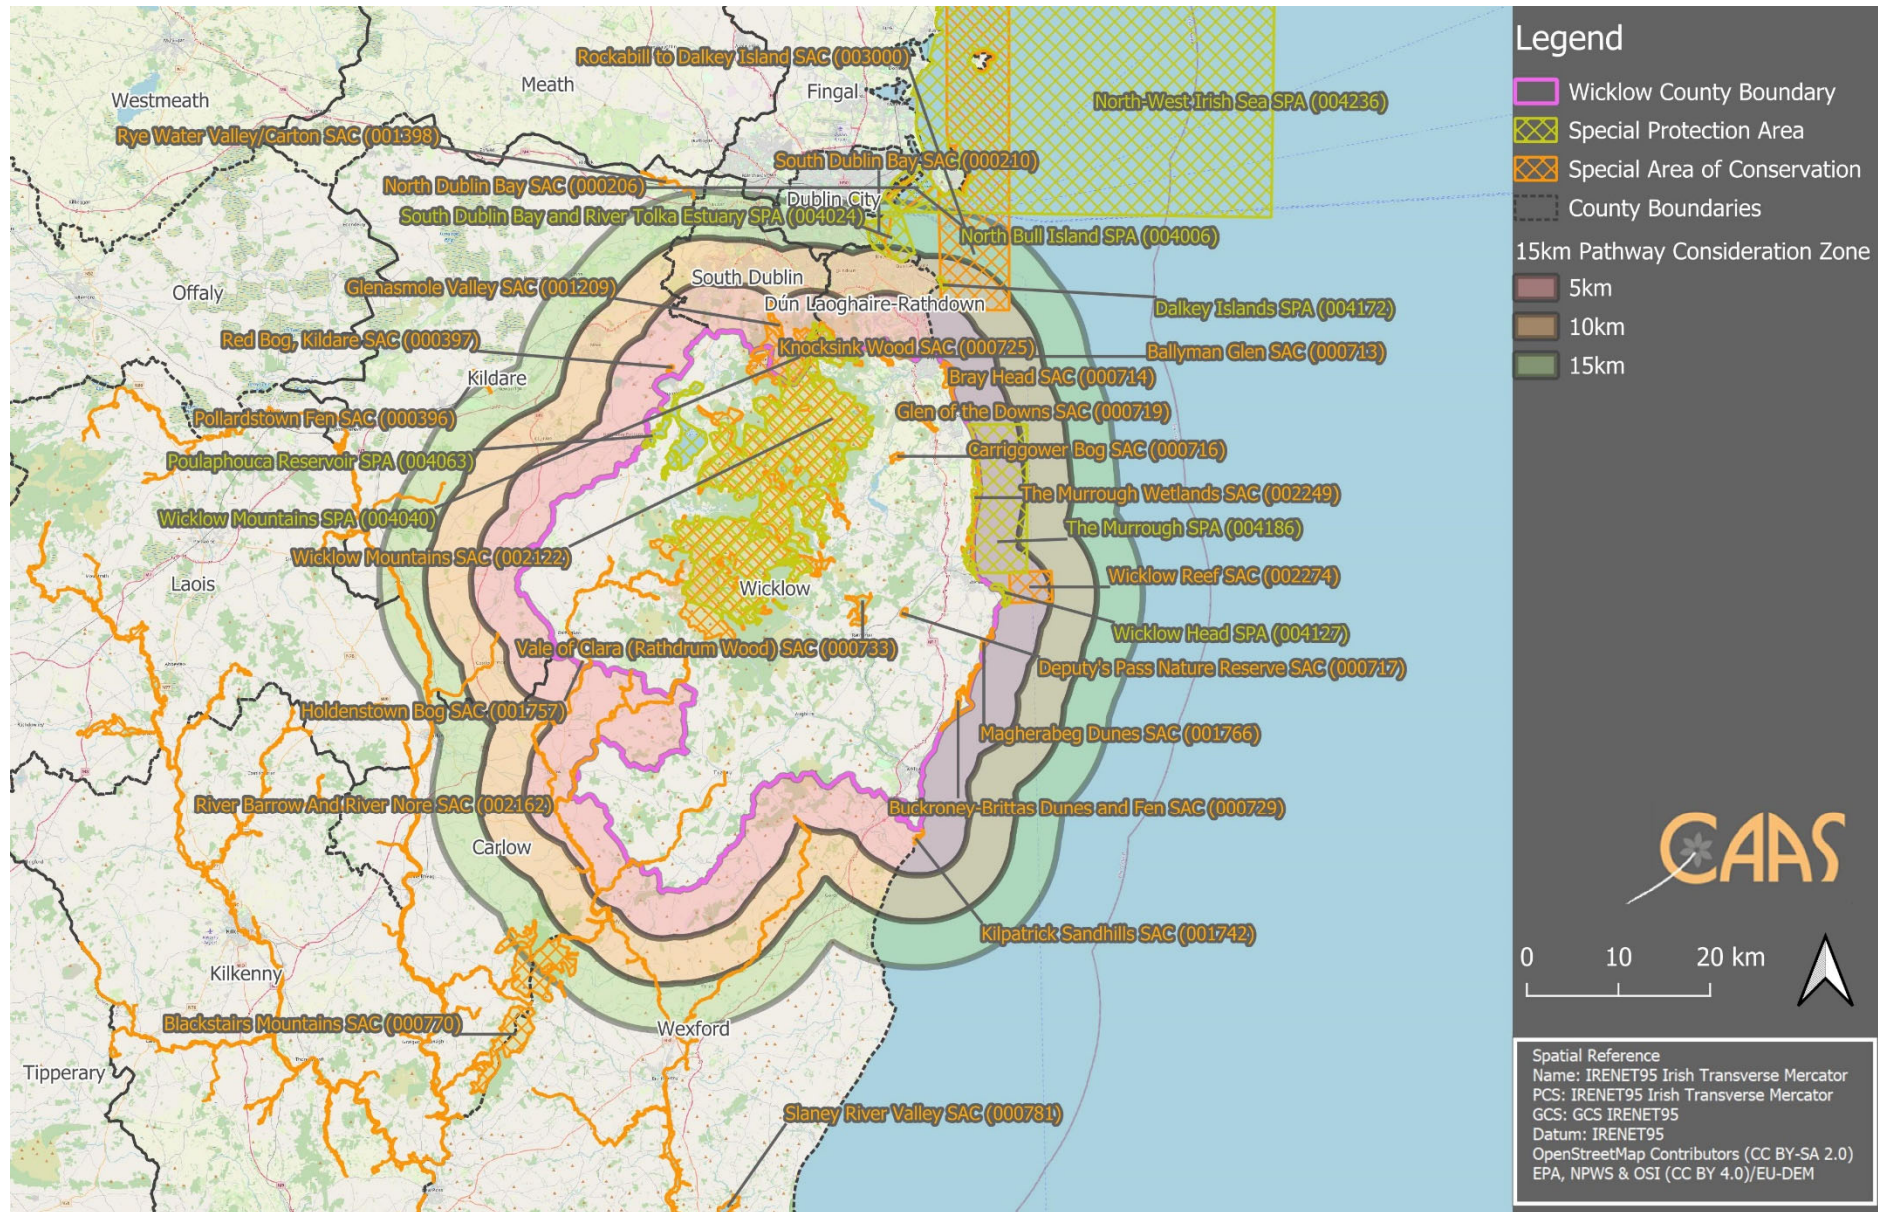 Rockabill to Dalkey Island SAC (003000)
Meath
Fingal
Westmeath
North-West Irish Sea SPA (004236)
Rye Water Valley/Carton SAC (001398)
South Dublin Bay SAC (000210)
North Dublin Bay SAC (000206)
Dublin City
South Dublin Bay and River Tolka Estuary SPA (004024)
North Bull Island SPA (004006)
South Dublin
Glenasmole Valley SAC (001209)
Offaly
Dún Laoghaire-Rathdown
Dalkey Islands SPA (004172)
Red Bog, Kildare SAC (000397)
Knocksink Wood SAC (000725)
Ballyman Glen SAC (000713)
Kildare
Bray Head SAC (000714)
Pollardstown Fen SAC (000396)
Glen of the Downs SAC (000719)
Carriggower Bog SAC (000716)
Poulaphouca Reservoir SPA (004063)
The Murrough Wetlands SAC (002249)
Wicklow Mountains SPA (004040)
The Murrough SPA (004186)
Wicklow Mountains SAC (002122)
Laois
Wicklow
Wicklow Reef SAC (002274)
Wicklow Head SPA (004127)
Vale of Clara (Rathdrum Wood) SAC (000733)
Deputy's Pass Nature Reserve SAC (000717)
Holdenstown Bog SAC (001757)
Magherabeg Dunes SAC (001766)
River Barrow And River Nore SAC (002162)
Buckroney-Brittas Dunes and Fen SAC (000729)
Carlow
Kilpatrick Sandhills SAC (001742)
Kilkenny
Blackstairs Mountains SAC (000770)
Wexford
Tipperary
Slaney River Valley SAC (000781)
Legend
Wicklow County Boundary
Special Protection Area
Special Area of Conservation
County Boundaries
15km Pathway Consideration Zone
5km
10km
15km
CAAS
0 10 20 km
Spatial Reference
Name: IRENET95 Irish Transverse Mercator
PCS: IRENET95 Irish Transverse Mercator
GCS: GCS IRENET95
Datum: IRENET95
OpenStreetMap Contributors (CC BY-SA 2.0)
EPA, NPWS & OSI (CC BY 4.0)/EU-DEM